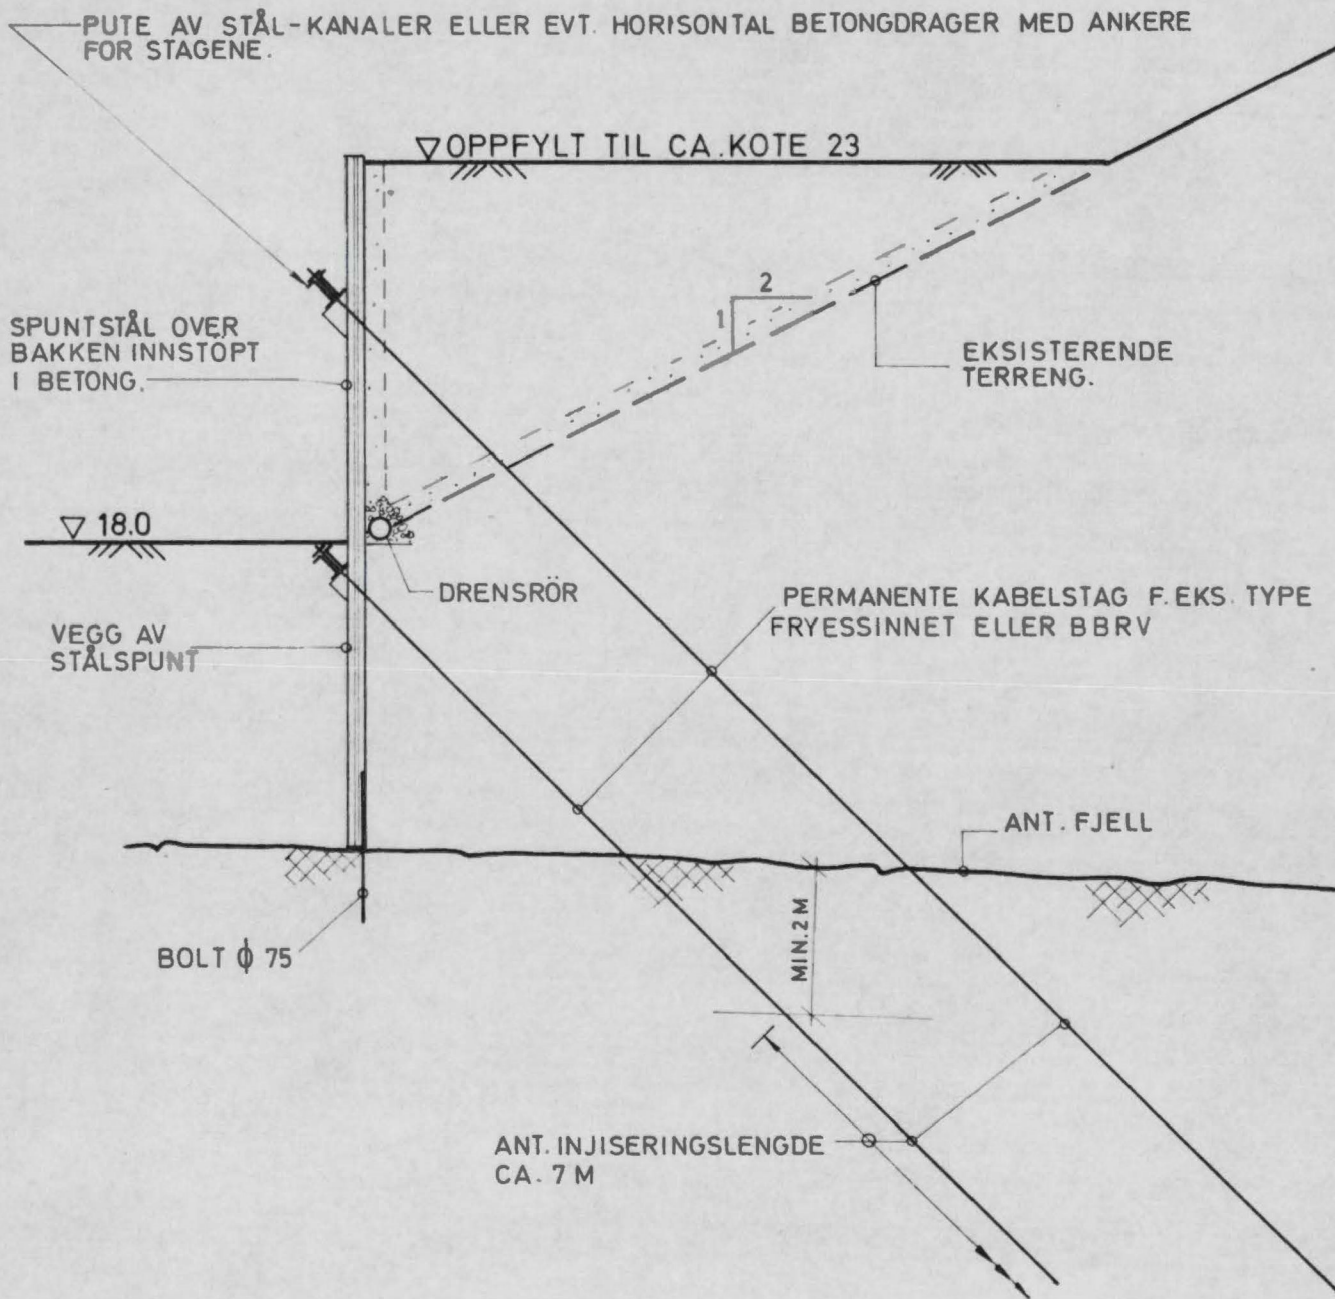 PUTE AV STÅL-KANALER ELLER EVT. HORISONTAL BETONGDRAGER MED ANKERE
FOR STAGENE.
OPPFYLT TIL CA. KOTE 23
2
1
SPUNTSTÅL OVER
BAKKEN INNSTÖPT
I BETONG.
EKSISTERENDE
TERRENG.
18.0
DRENSRÖR
PERMANENTE KABELSTAG F. EKS. TYPE
FRYESSINNET ELLER BBRV
VEGG AV
STÅLSPUNT
ANT. FJELL
MIN. 2 M
BOLT ϕ 75
ANT. INJISERINGSLENGDE
CA. 7 M